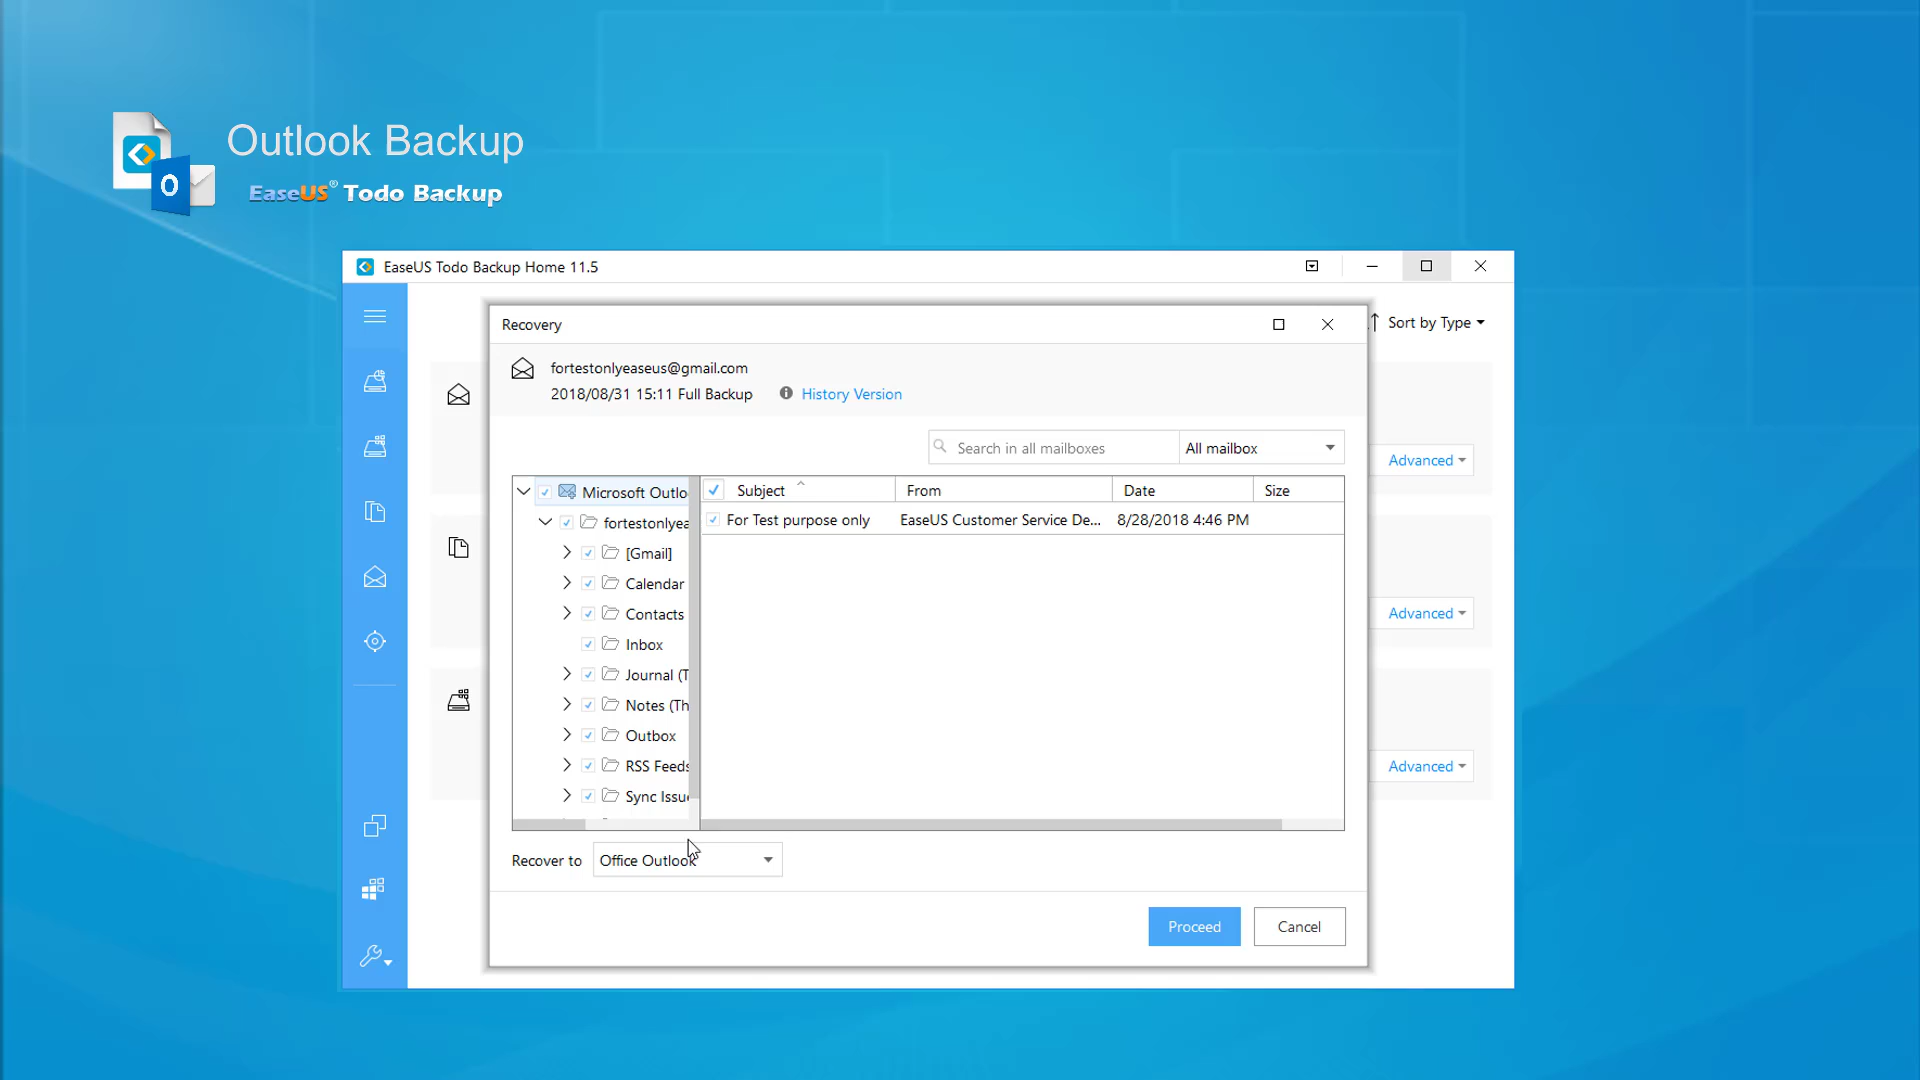 Outlook Backup
EaseUS® Todo Backup
EaseUS Todo Backup Home 11.5
Sort by Type
Recovery
fortestonlyeaseus@gmail.com
2018/08/31 15:11 Full Backup
History Version
Search in all mailboxes
All mailbox
Advanced
Subject
From
Date
Size
Microsoft Outlo
For Test purpose only
EaseUS Customer Service De...
8/28/2018 4:46 PM
fortestonlyea
[Gmail]
Calendar
Contacts
Advanced
Inbox
Journal (T
Notes (Th
Outbox
RSS Feeds
Advanced
Sync Issue
Recover to
Office Outlook
Proceed
Cancel